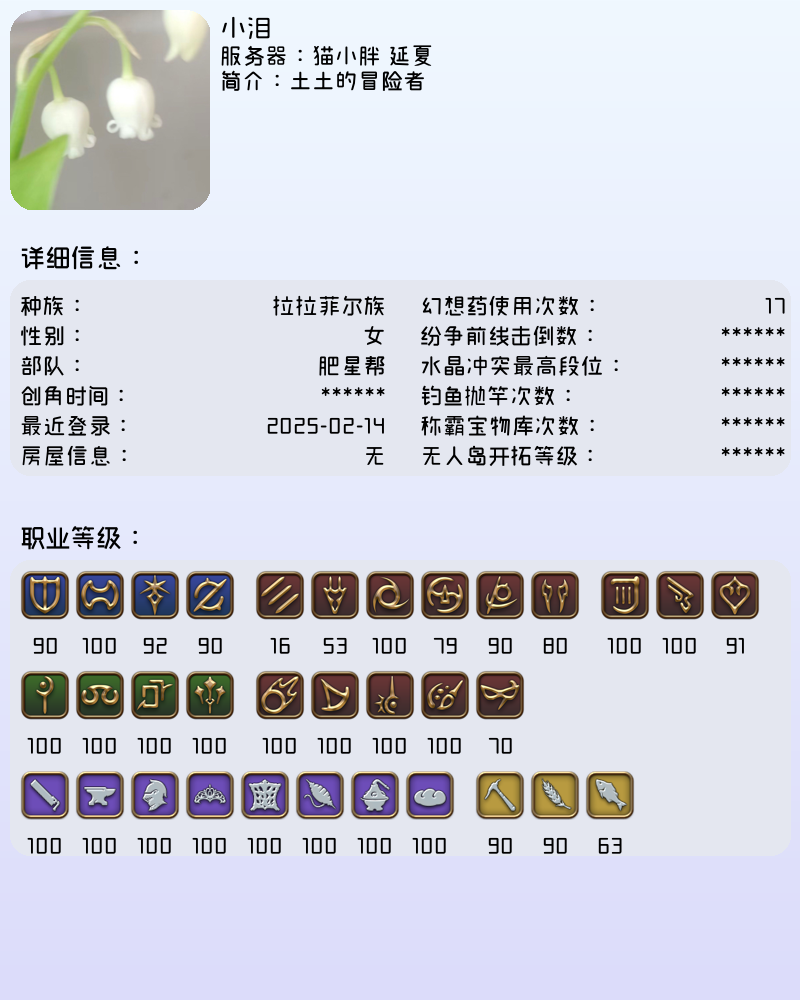 小泪
服务器：猫小胖 延夏
简介：土土的冒险者
详细信息：
种族： 拉拉菲尔族 幻想药使用次数： 17
性别： 女 纷争前线击倒数： ******
部队： 肥星帮 水晶冲突最高段位： ******
创角时间： ****** 钓鱼抛竿次数： ******
最近登录： 2025-02-14 称霸宝物库次数： ******
房屋信息： 无 无人岛开拓等级： ******
职业等级：
90 100 92 90 16 53 100 79 90 80 100 100 91
100 100 100 100 100 100 100 100 70
100 100 100 100 100 100 100 100 90 90 63